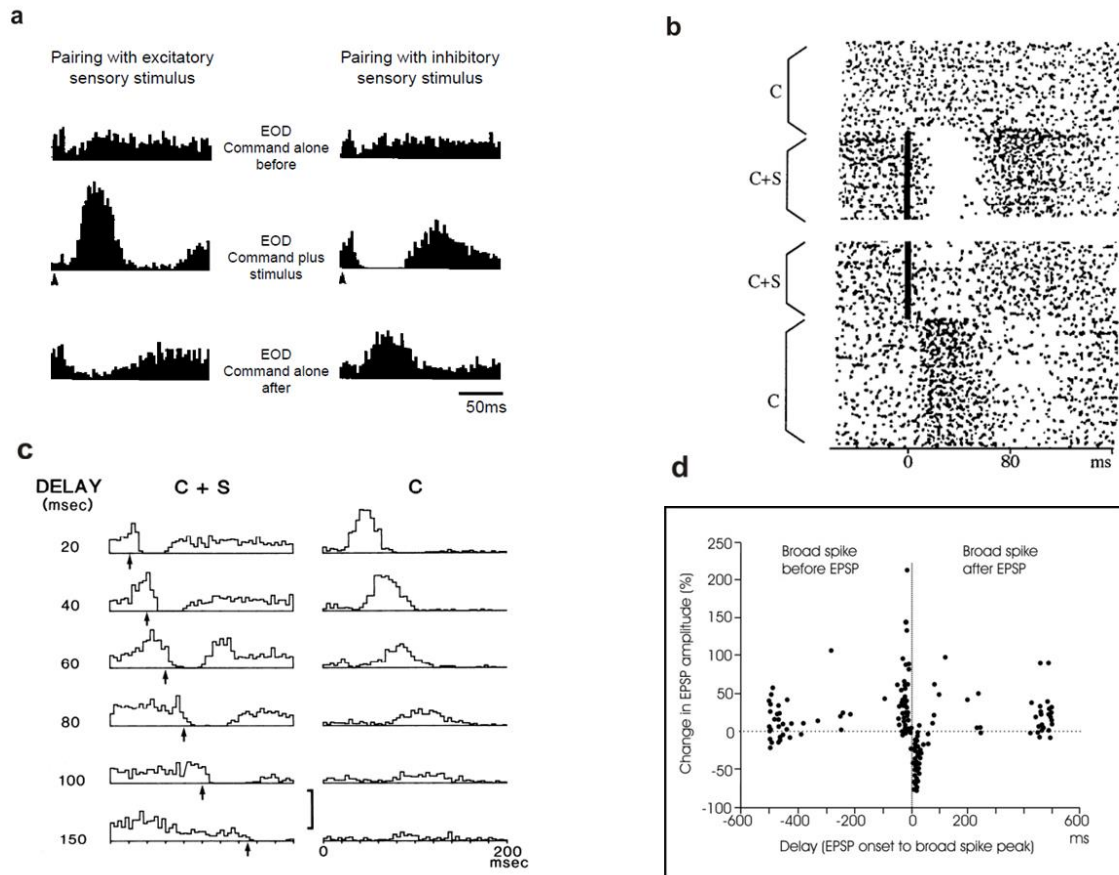 a
Pairing with excitatory
sensory stimulus
Pairing with inhibitory
sensory stimulus
EOD
Command alone
before
EOD
Command plus
stimulus
EOD
Command alone
after
50ms
b
C
C+S
C+S
C
0
80
ms
c
DELAY
(msec)
C + S
C
20
40
60
80
100
150
0
200
msec
d
Broad spike
before EPSP
Broad spike
after EPSP
Change in EPSP amplitude (%)
250
200
150
100
50
0
-50
-100
-600
-400
-200
0
200
400
600
ms
Delay (EPSP onset to broad spike peak)